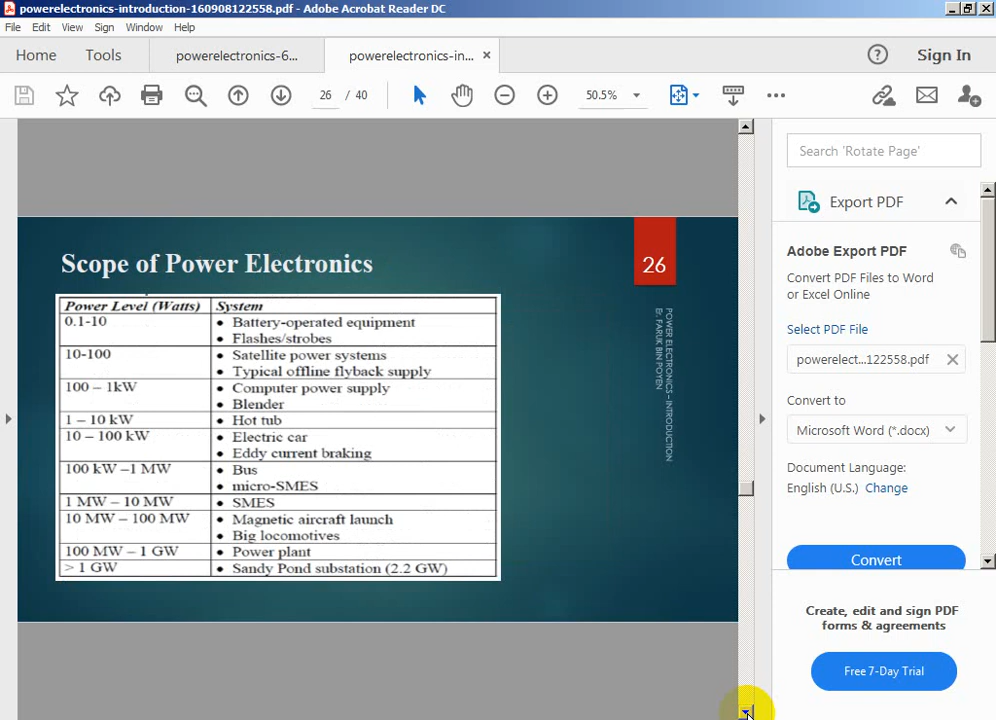 powerelectronics-introduction-160908122558.pdf - Adobe Acrobat Reader DC
File Edit View Sign Window Help
Home Tools powerelectronics-6... powerelectronics-in... Sign In
26 / 40 50.5%
Search 'Rotate Page'
Export PDF
Adobe Export PDF
Convert PDF Files to Word
or Excel Online
Select PDF File
powerelect...122558.pdf
Convert to
Microsoft Word (*.docx)
Document Language:
English (U.S.) Change
Convert
Create, edit and sign PDF
forms & agreements
Free 7-Day Trial
Scope of Power Electronics
26
POWER ELECTRONICS – INTRODUCTION
Er. FARUK BIN POYEN
Power Level (Watts) System
0.1-10 • Battery-operated equipment
• Flashes/strobes
10-100 • Satellite power systems
• Typical offline flyback supply
100 – 1kW • Computer power supply
• Blender
1 – 10 kW • Hot tub
10 – 100 kW • Electric car
• Eddy current braking
100 kW –1 MW • Bus
• micro-SMES
1 MW – 10 MW • SMES
10 MW – 100 MW • Magnetic aircraft launch
• Big locomotives
100 MW – 1 GW • Power plant
> 1 GW • Sandy Pond substation (2.2 GW)